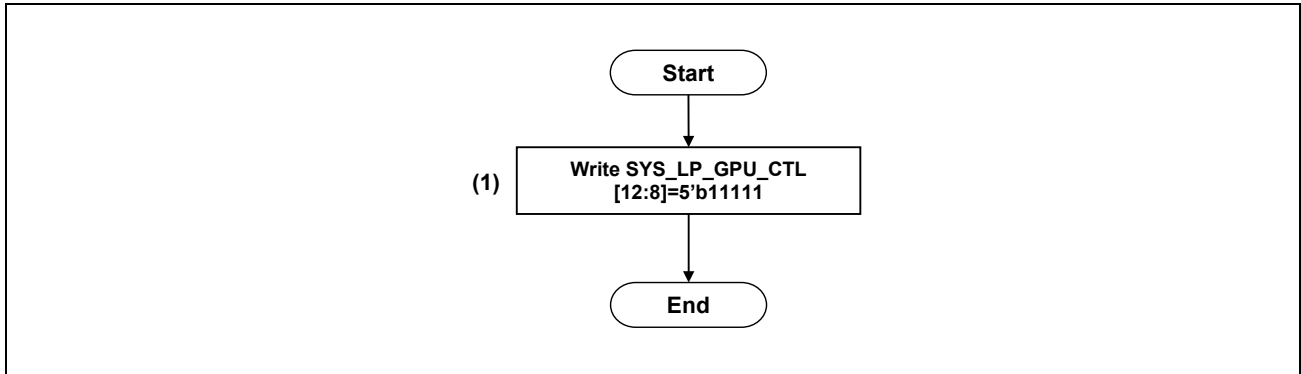 Start
(1)
Write SYS_LP_GPU_CTL
[12:8]=5’b11111
End